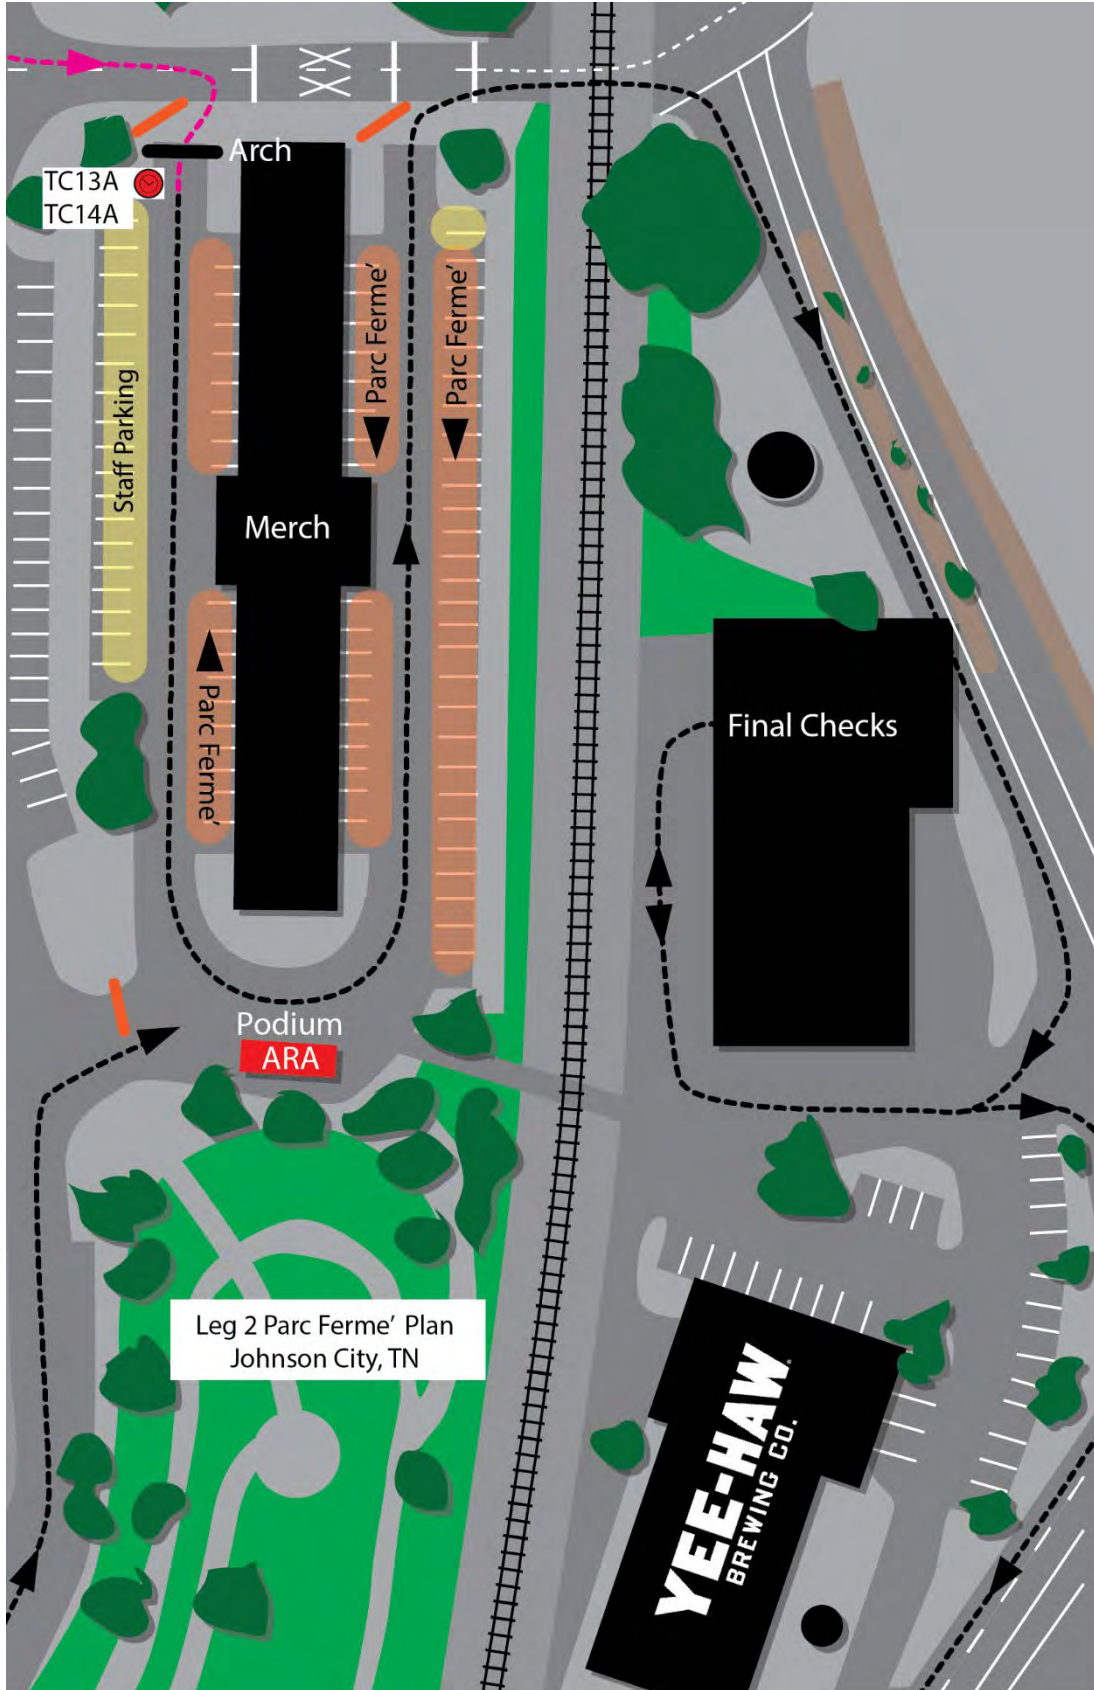 Arch
TC13A
TC14A
Staff Parking
Parc Ferme'
Parc Ferme'
Merch
Parc Ferme'
Final Checks
Podium
ARA
Leg 2 Parc Ferme' Plan
Johnson City, TN
YEE-HAW.
BREWING CO.